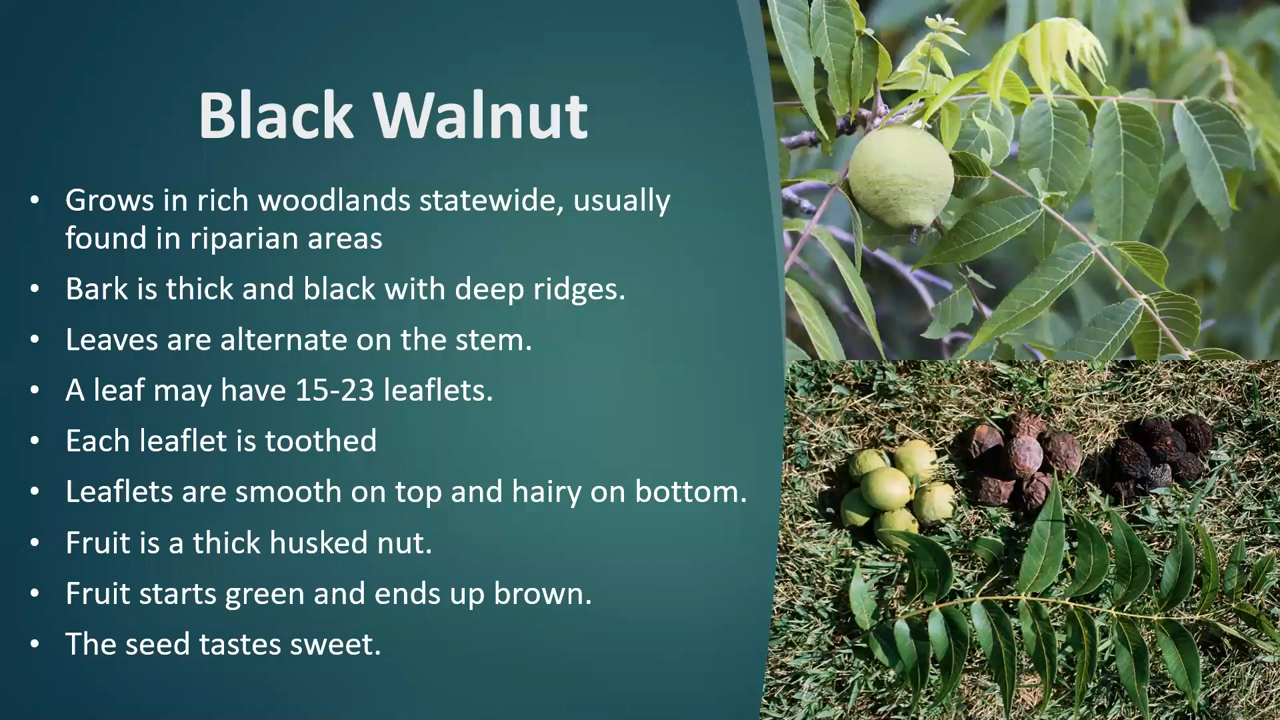 Black Walnut
• Grows in rich woodlands statewide, usually
found in riparian areas
• Bark is thick and black with deep ridges.
• Leaves are alternate on the stem.
• A leaf may have 15-23 leaflets.
• Each leaflet is toothed
• Leaflets are smooth on top and hairy on bottom.
• Fruit is a thick husked nut.
• Fruit starts green and ends up brown.
• The seed tastes sweet.